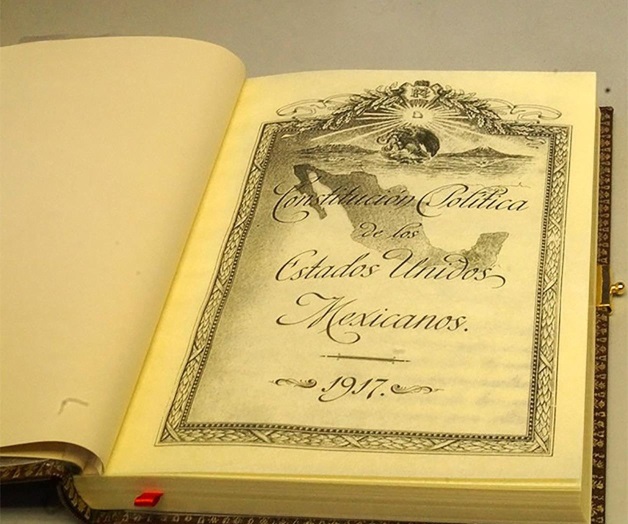 Constitución Política
de los
Estados Unidos
Mexicanos.
1917.